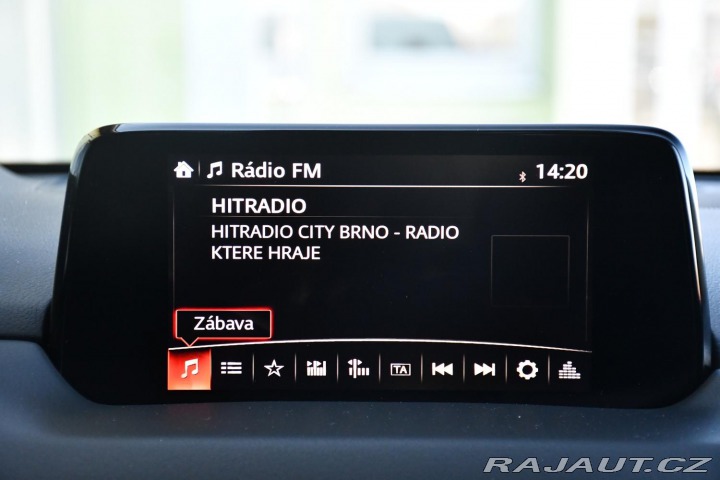 Rádio FM
14:20
HITRADIO
HITRADIO CITY BRNO - RADIO
KTERE HRAJE
Zábava
TA
RAJAUT.CZ